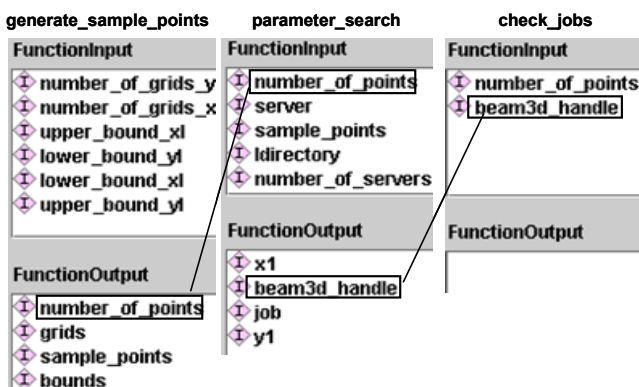 generate_sample_points
FunctionInput
number_of_grids_y
number_of_grids_x
upper_bound_xl
lower_bound_yl
lower_bound_xl
upper_bound_yl
FunctionOutput
number_of_points
grids
sample_points
bounds
parameter_search
FunctionInput
number_of_points
server
sample_points
ldirectory
number_of_servers
FunctionOutput
x1
beam3d_handle
job
y1
check_jobs
FunctionInput
number_of_points
beam3d_handle
FunctionOutput